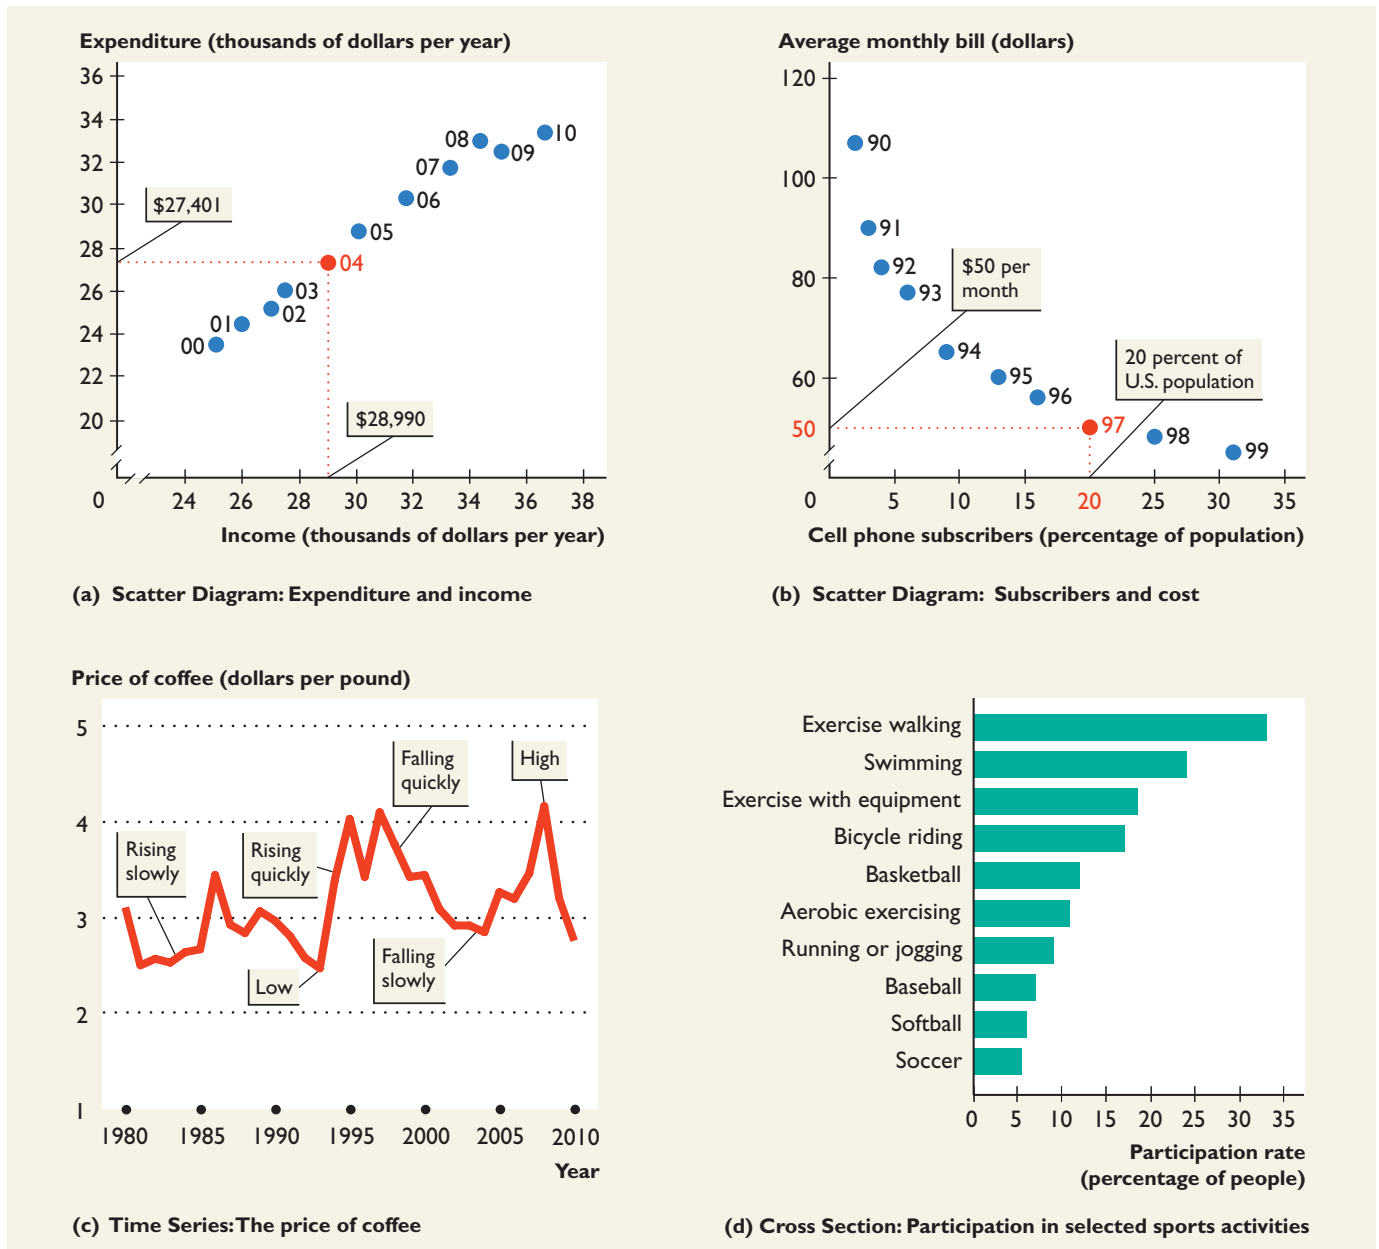 Expenditure (thousands of dollars per year)
36
34
32
30
28
26
24
22
20
0
24
26
28
30
32
34
36
38
Income (thousands of dollars per year)
$27,401
$28,990
00
01
02
03
04
05
06
07
08
09
10
(a) Scatter Diagram: Expenditure and income
Average monthly bill (dollars)
120
100
80
60
50
0
5
10
15
20
25
30
35
Cell phone subscribers (percentage of population)
90
91
92
93
94
95
96
97
98
99
$50 per
month
20 percent of
U.S. population
(b) Scatter Diagram: Subscribers and cost
Price of coffee (dollars per pound)
5
4
3
2
1
1980
1985
1990
1995
2000
2005
2010
Year
Rising
slowly
Rising
quickly
Low
Falling
quickly
Falling
slowly
High
(c) Time Series: The price of coffee
Exercise walking
Swimming
Exercise with equipment
Bicycle riding
Basketball
Aerobic exercising
Running or jogging
Baseball
Softball
Soccer
0
5
10
15
20
25
30
35
Participation rate
(percentage of people)
(d) Cross Section: Participation in selected sports activities